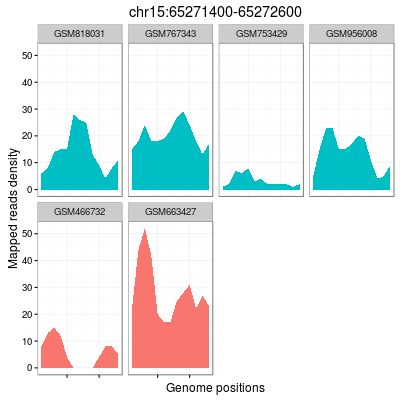 chr15:65271400-65272600
GSM818031 GSM767343 GSM753429 GSM956008
50
40
30
20
10
0
GSM466732 GSM663427
50
40
30
20
10
0
Mapped reads density
Genome positions